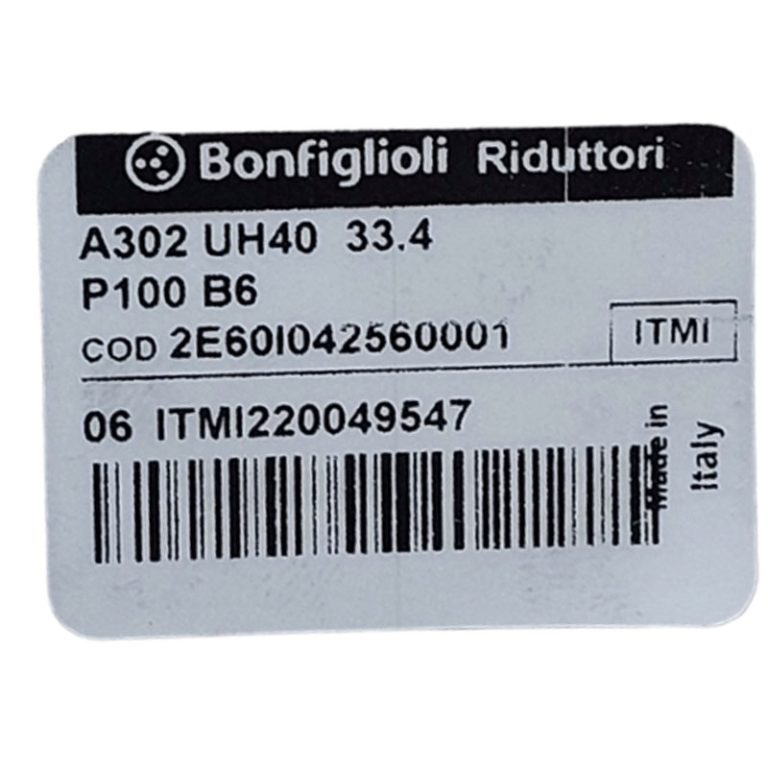 Bonfiglioli Riduttori
A302 UH40 33.4
P100 B6
COD 2E60I042560001
ITMI
06 ITMI220049547
Made in
Italy